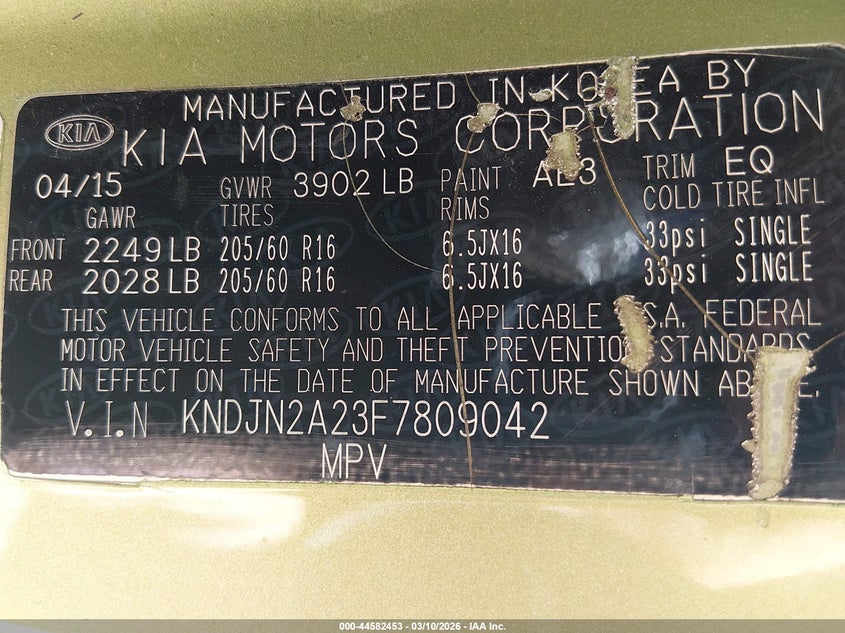 MANUFACTURED IN KOREA BY
KIA KIA MOTORS CORPORATION
04/15 GVWR 3902 LB PAINT AE3 TRIM EQ
GAWR TIRES RIMS COLD TIRE INFL
FRONT 2249 LB 205/60 R16 6.5JX16 33psi SINGLE
REAR 2028 LB 205/60 R16 6.5JX16 33psi SINGLE
THIS VEHICLE CONFORMS TO ALL APPLICABLE U.S.A. FEDERAL
MOTOR VEHICLE SAFETY AND THEFT PREVENTION STANDARDS
IN EFFECT ON THE DATE OF MANUFACTURE SHOWN ABOVE.
V.I.N KNDJN2A23F7809042
MPV
000-44582453 — 03/10/2026 — IAA Inc.